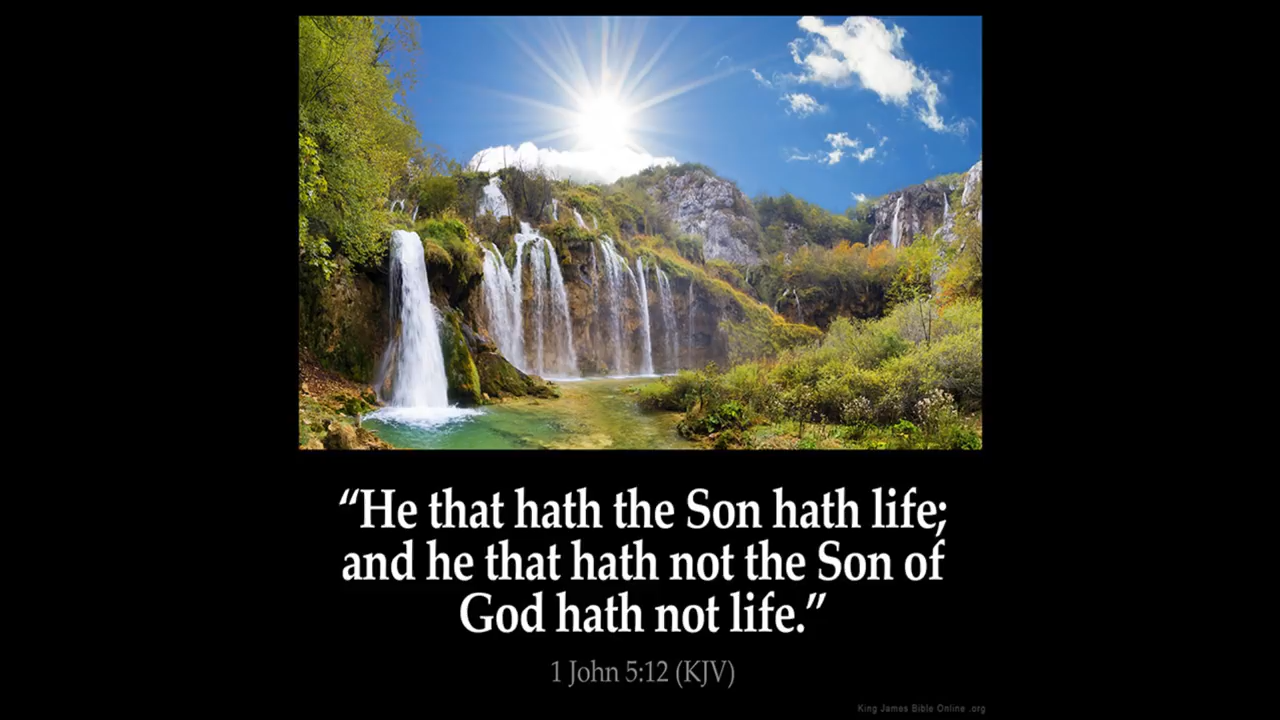 “He that hath the Son hath life;
and he that hath not the Son of
God hath not life.”
1 John 5:12 (KJV)
King James Bible Online .org